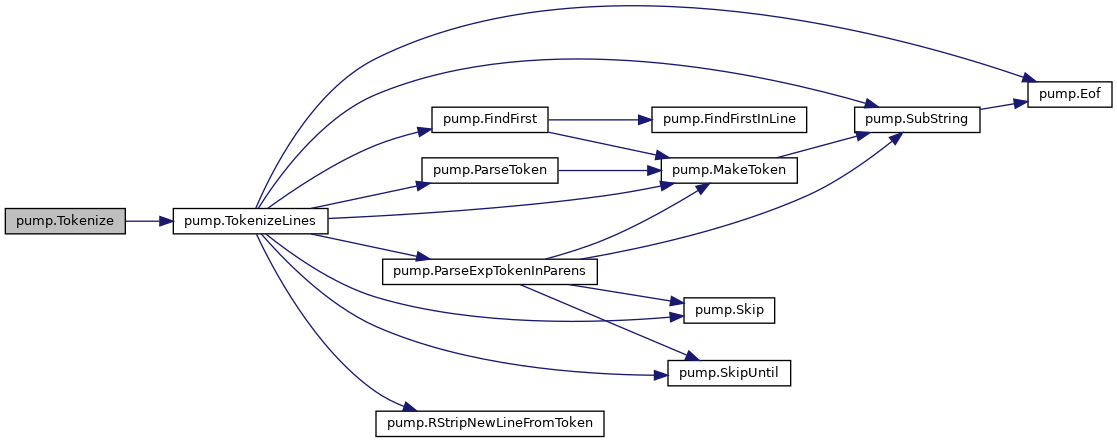 pump.Tokenize
pump.TokenizeLines
pump.FindFirst
pump.ParseToken
pump.ParseExpTokenInParens
pump.RStripNewLineFromToken
pump.FindFirstInLine
pump.MakeToken
pump.Skip
pump.SkipUntil
pump.SubString
pump.Eof